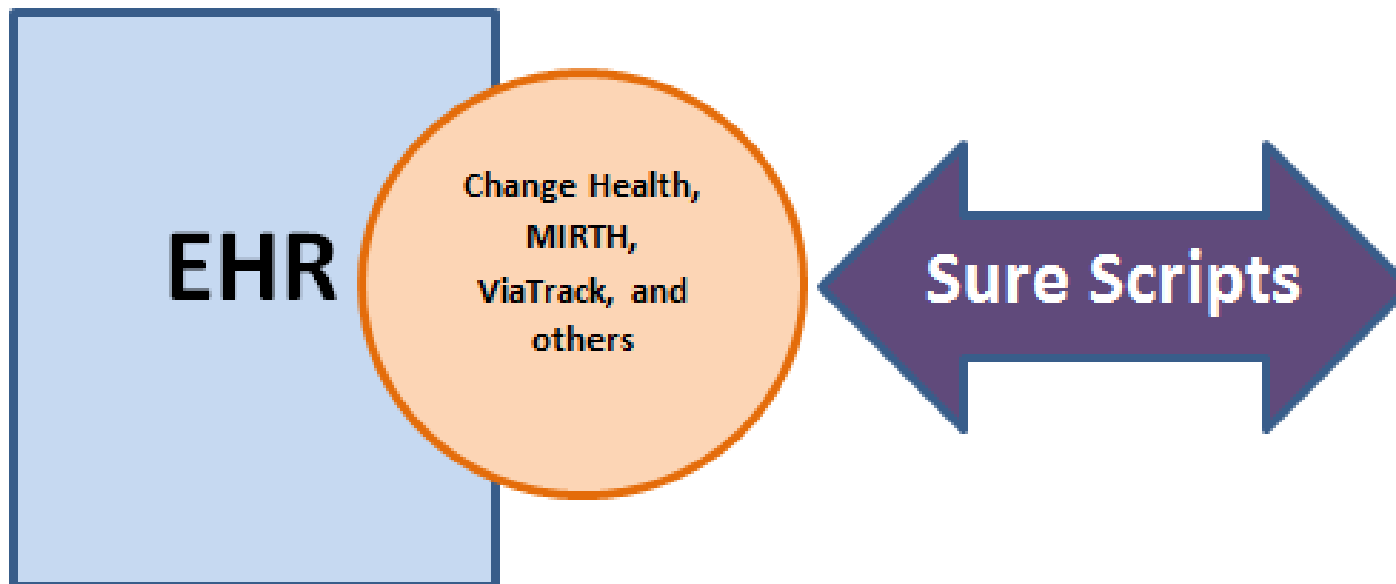 EHR
Change Health,
MIRTH,
ViaTrack, and
others
Sure Scripts